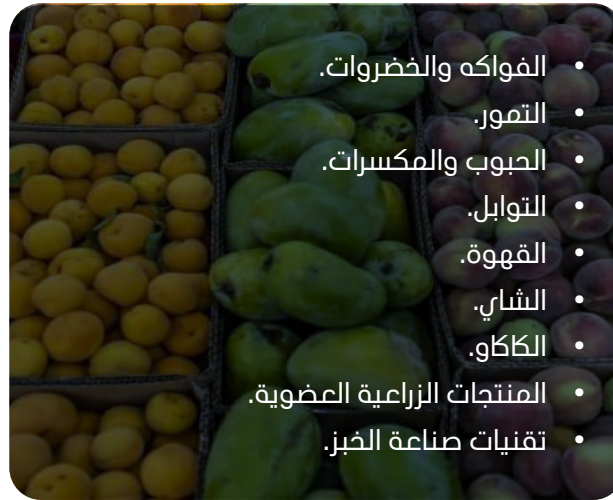 • الفواكه والخضروات.
• التمور.
• الحبوب والمكسرات.
• التوابل.
• القهوة.
• الشاي.
• الكاكاو.
• المنتجات الزراعية العضوية.
• تقنيات صناعة الخبز.